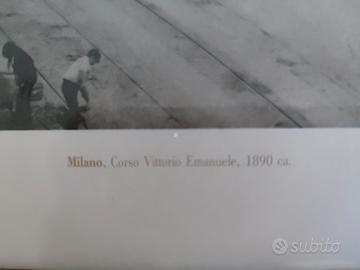 Milano, Corso Vittorio Emanuele, 1890 ca.
subito